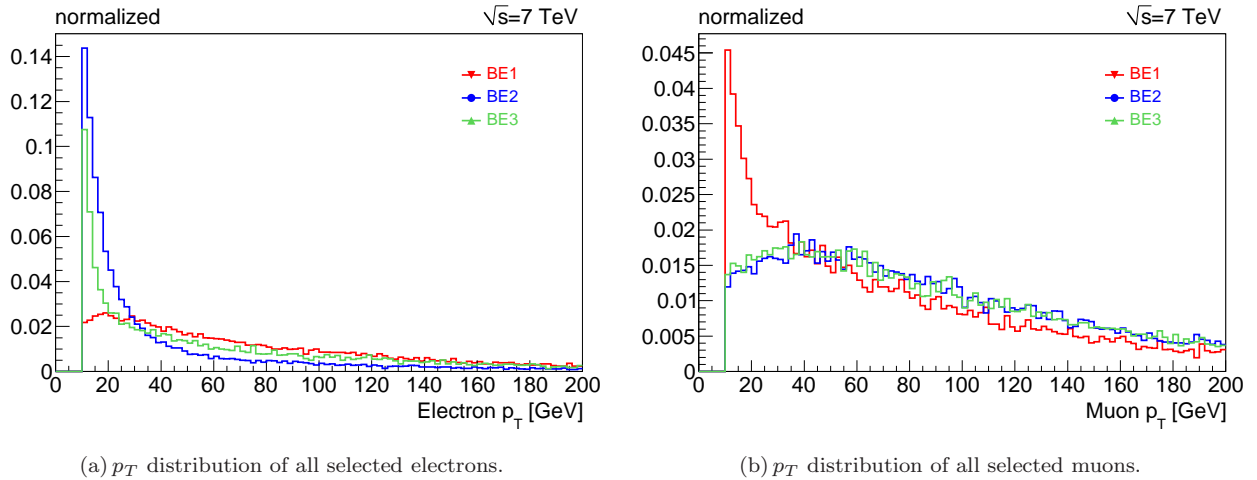 normalized √s=7 TeV
0.14
0.12
0.1
0.08
0.06
0.04
0.02
0
BE1
BE2
BE3
0 20 40 60 80 100 120 140 160 180 200
Electron p_T [GeV]
(a) p_T distribution of all selected electrons.
normalized √s=7 TeV
0.045
0.04
0.035
0.03
0.025
0.02
0.015
0.01
0.005
0
BE1
BE2
BE3
0 20 40 60 80 100 120 140 160 180 200
Muon p_T [GeV]
(b) p_T distribution of all selected muons.